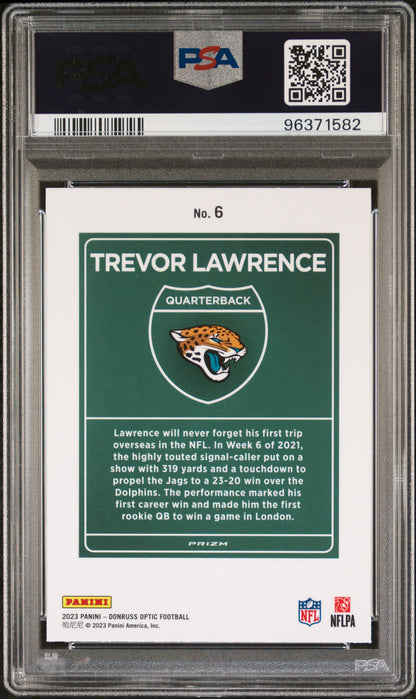 PSA
PSA
96371582
No. 6
TREVOR LAWRENCE
QUARTERBACK
Lawrence will never forget his first trip
overseas in the NFL. In Week 6 of 2021,
the highly touted signal-caller put on a
show with 319 yards and a touchdown to
propel the Jags to a 23-20 win over the
Dolphins. The performance marked his
first career win and made him the first
rookie QB to win a game in London.
PRIZM
PANINI
2023 PANINI – DONRUSS OPTIC FOOTBALL
帕尼尼 © 2023 Panini America, Inc.
NFL
NFLPA
PSA